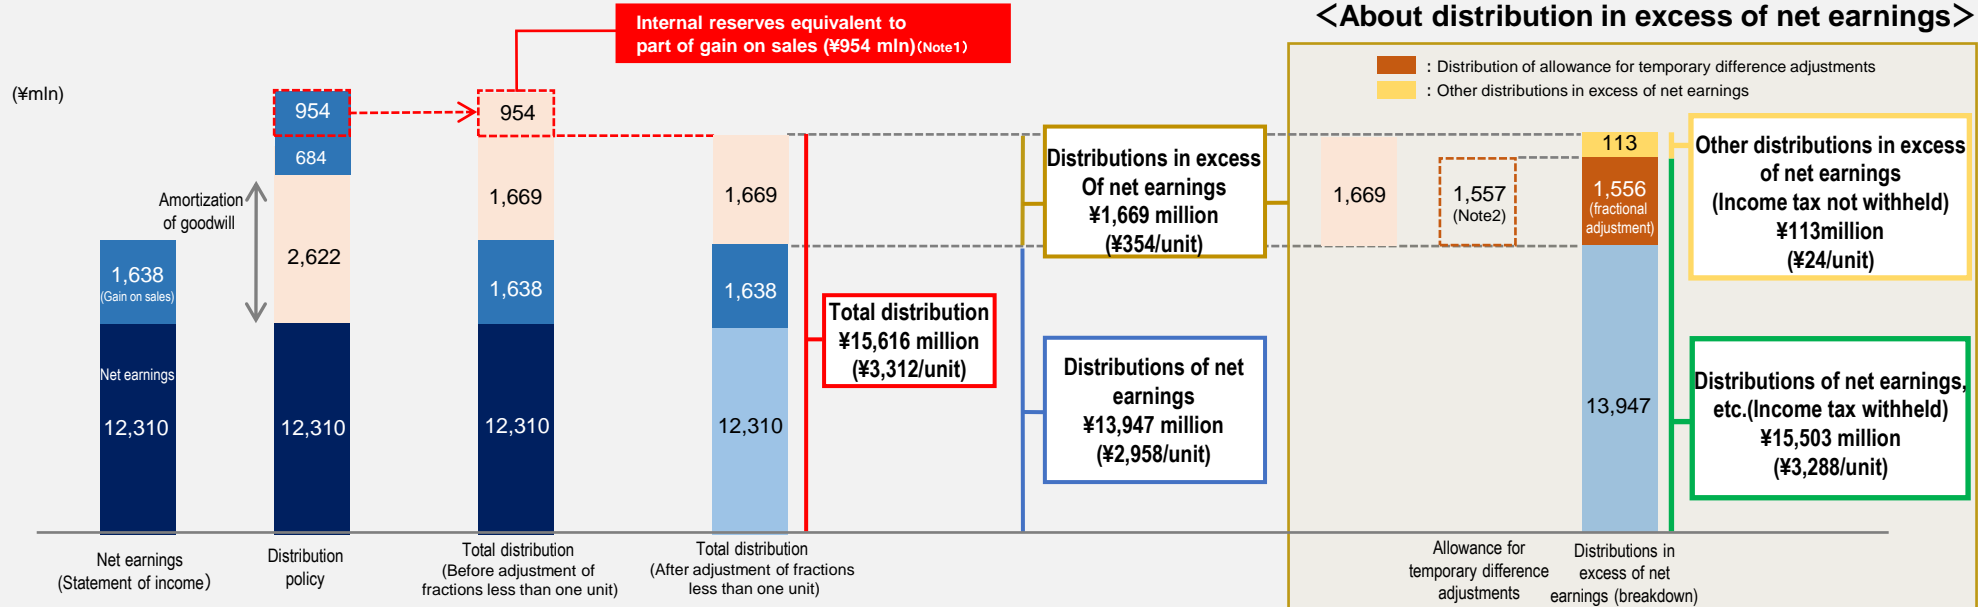 Internal reserves equivalent to
part of gain on sales (¥954 mln)(Note1)
<About distribution in excess of net earnings>
: Distribution of allowance for temporary difference adjustments
: Other distributions in excess of net earnings
(¥mln)
954
684
Amortization
of goodwill
2,622
12,310
1,638
(Gain on sales)
Net earnings
12,310
954
1,669
1,638
12,310
1,669
1,638
12,310
Total distribution
¥15,616 million
(¥3,312/unit)
Distributions in excess
Of net earnings
¥1,669 million
(¥354/unit)
Distributions of net
earnings
¥13,947 million
(¥2,958/unit)
1,669
1,557
(Note2)
113
1,556
(fractional
adjustment)
13,947
Other distributions in excess
of net earnings
(Income tax not withheld)
¥113million
(¥24/unit)
Distributions of net earnings,
etc.(Income tax withheld)
¥15,503 million
(¥3,288/unit)
Net earnings
(Statement of income)
Distribution
policy
Total distribution
(Before adjustment of
fractions less than one unit)
Total distribution
(After adjustment of fractions
less than one unit)
Allowance for
temporary difference
adjustments
Distributions in
excess of net
earnings (breakdown)